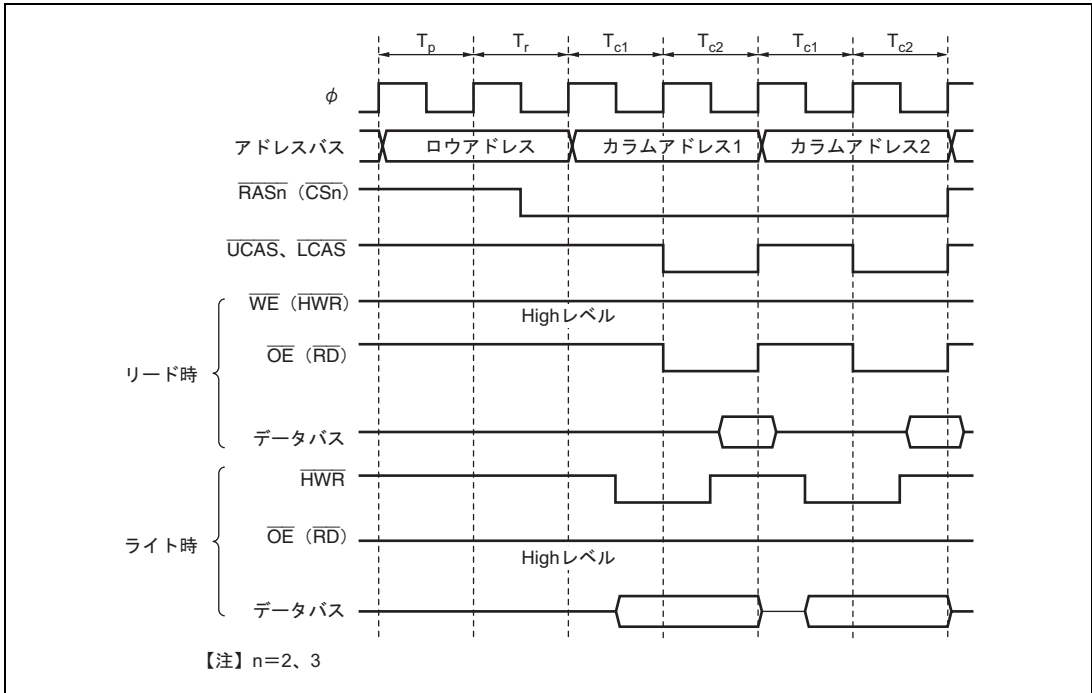 Tp Tr Tc1 Tc2 Tc1 Tc2
φ
アドレスバス ロウアドレス カラムアドレス1 カラムアドレス2
RASn（CSn）
UCAS、LCAS
リード時
WE（HWR） Highレベル
OE（RD）
データバス
ライト時
HWR
OE（RD） Highレベル
データバス
【注】n＝2、3